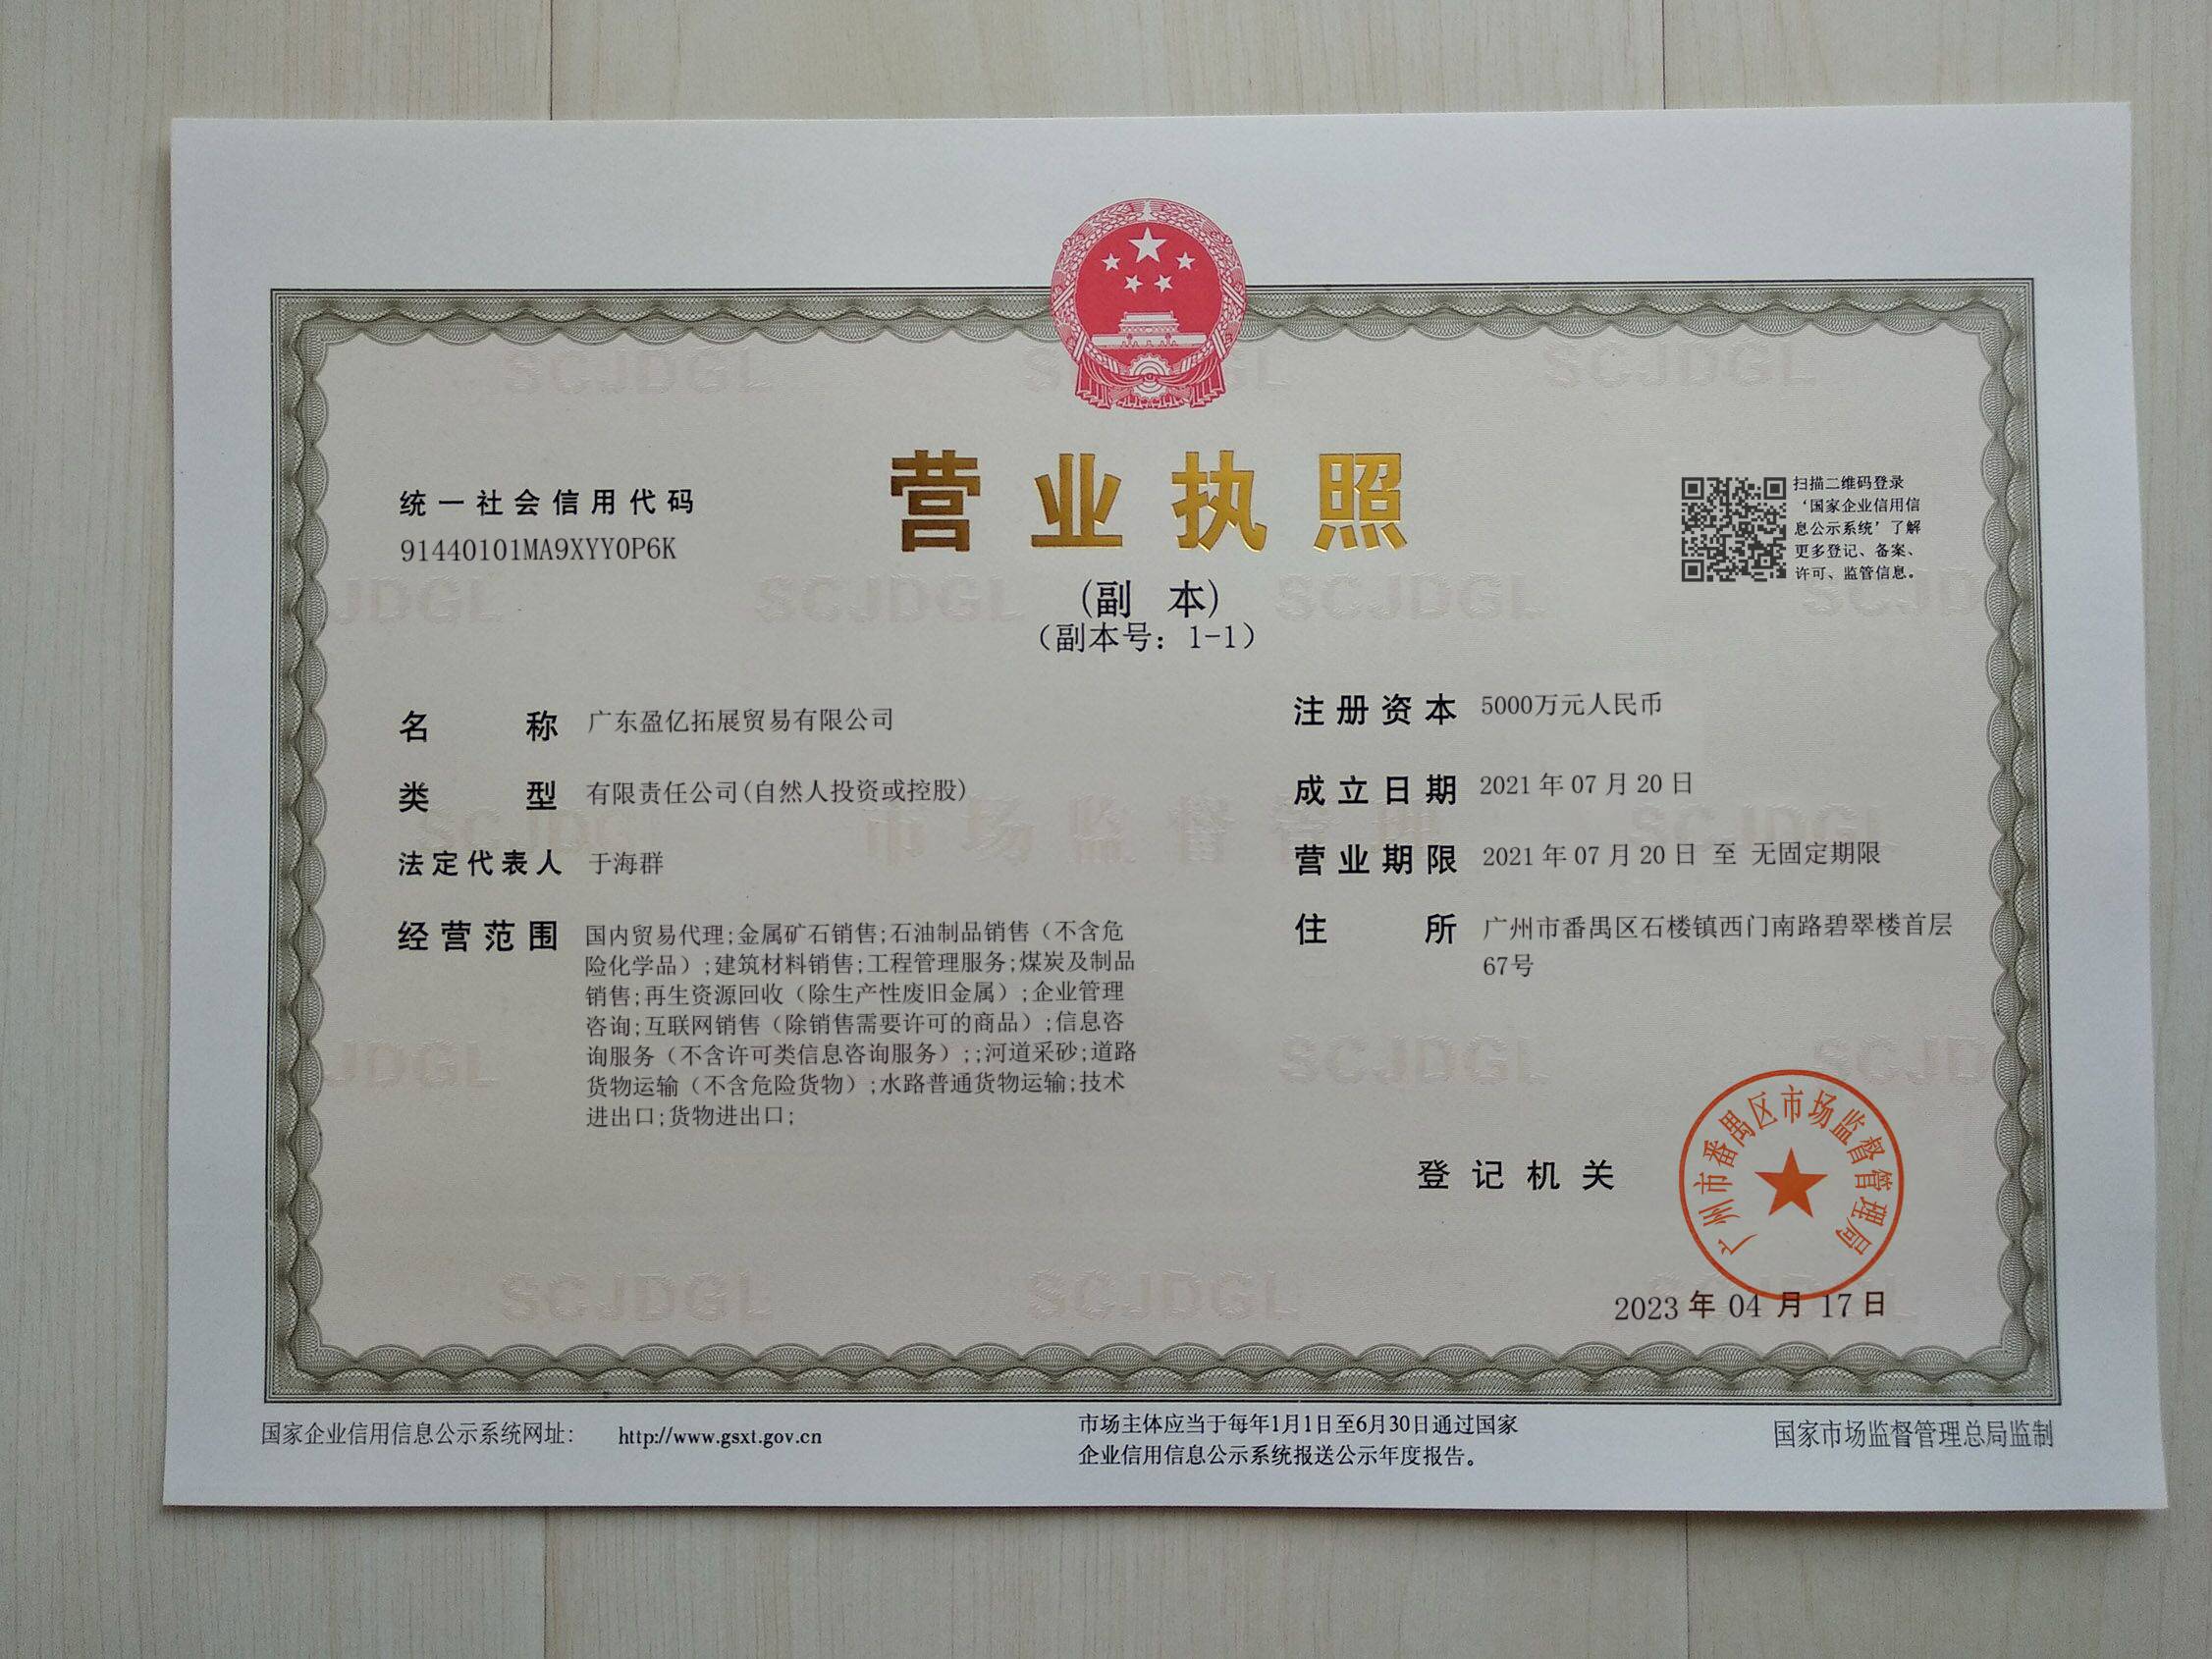 统一社会信用代码
91440101MA9XYY0P6K
营业执照
(副 本)
（副本号：1-1）
扫描二维码登录
‘国家企业信用信
息公示系统’了解
更多登记、备案、
许可、监管信息。
名 称 广东盈亿拓展贸易有限公司
类 型 有限责任公司(自然人投资或控股)
法定代表人 于海群
经营范围 国内贸易代理;金属矿石销售;石油制品销售（不含危
险化学品）;建筑材料销售;工程管理服务;煤炭及制品
销售;再生资源回收（除生产性废旧金属）;企业管理
咨询;互联网销售（除销售需要许可的商品）;信息咨
询服务（不含许可类信息咨询服务）;;河道采砂;道路
货物运输（不含危险货物）;水路普通货物运输;技术
进出口;货物进出口;
注册资本 5000万元人民币
成立日期 2021年07月20日
营业期限 2021年07月20日 至 无固定期限
住 所 广州市番禺区石楼镇西门南路碧翠楼首层
67号
登记机关
广州市番禺区市场监督管理局
2023年04月17日
国家企业信用信息公示系统网址： http://www.gsxt.gov.cn
市场主体应当于每年1月1日至6月30日通过国家
企业信用信息公示系统报送公示年度报告。
国家市场监督管理总局监制
SCJDGL
市场监督管理